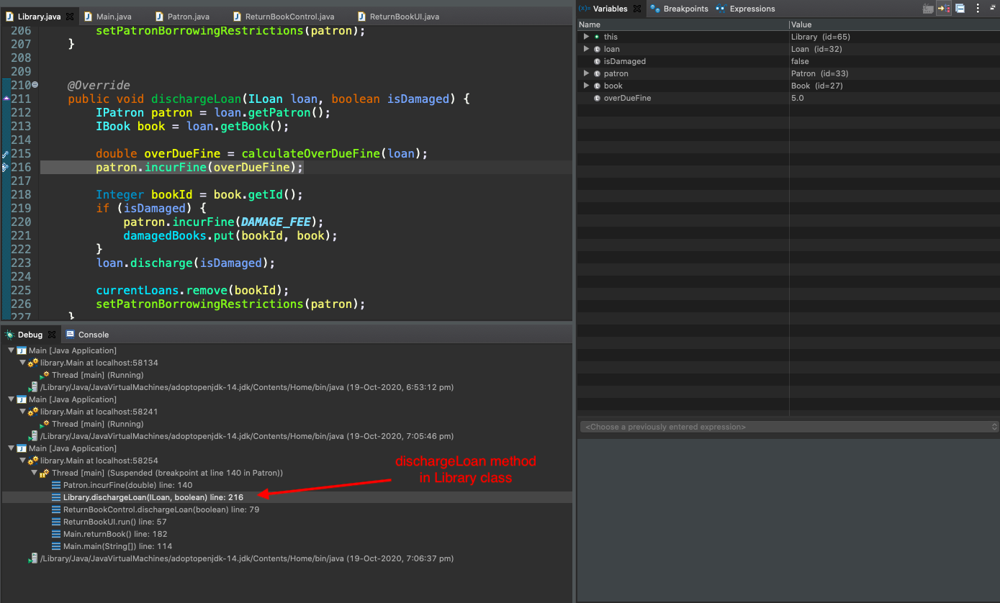 Library.java Main.java Patron.java ReturnBookControl.java ReturnBookUI.java
206 setPatronBorrowingRestrictions(patron);
207 }
208
209
210 @Override
211 public void dischargeLoan(ILoan loan, boolean isDamaged) {
212 IPatron patron = loan.getPatron();
213 IBook book = loan.getBook();
214
215 double overDueFine = calculateOverDueFine(loan);
216 patron.incurFine(overDueFine);
217
218 Integer bookId = book.getId();
219 if (isDamaged) {
220 patron.incurFine(DAMAGE_FEE);
221 damagedBooks.put(bookId, book);
222 }
223 loan.discharge(isDamaged);
224
225 currentLoans.remove(bookId);
226 setPatronBorrowingRestrictions(patron);
227 }
Debug Console
Main [Java Application]
library.Main at localhost:58134
Thread [main] (Running)
/Library/Java/JavaVirtualMachines/adoptopenjdk-14.jdk/Contents/Home/bin/java (19-Oct-2020, 6:53:12 pm)
Main [Java Application]
library.Main at localhost:58241
Thread [main] (Running)
/Library/Java/JavaVirtualMachines/adoptopenjdk-14.jdk/Contents/Home/bin/java (19-Oct-2020, 7:05:46 pm)
Main [Java Application]
library.Main at localhost:58254
Thread [main] (Suspended (breakpoint at line 140 in Patron))
Patron.incurFine(double) line: 140
Library.dischargeLoan(ILoan, boolean) line: 216
ReturnBookControl.dischargeLoan(boolean) line: 79
ReturnBookUI.run() line: 57
Main.returnBook() line: 182
Main.main(String[]) line: 114
/Library/Java/JavaVirtualMachines/adoptopenjdk-14.jdk/Contents/Home/bin/java (19-Oct-2020, 7:06:37 pm)
dischargeLoan method
in Library class
Variables Breakpoints Expressions
Name Value
this Library (id=65)
loan Loan (id=32)
isDamaged false
patron Patron (id=33)
book Book (id=27)
overDueFine 5.0
<Choose a previously entered expression>